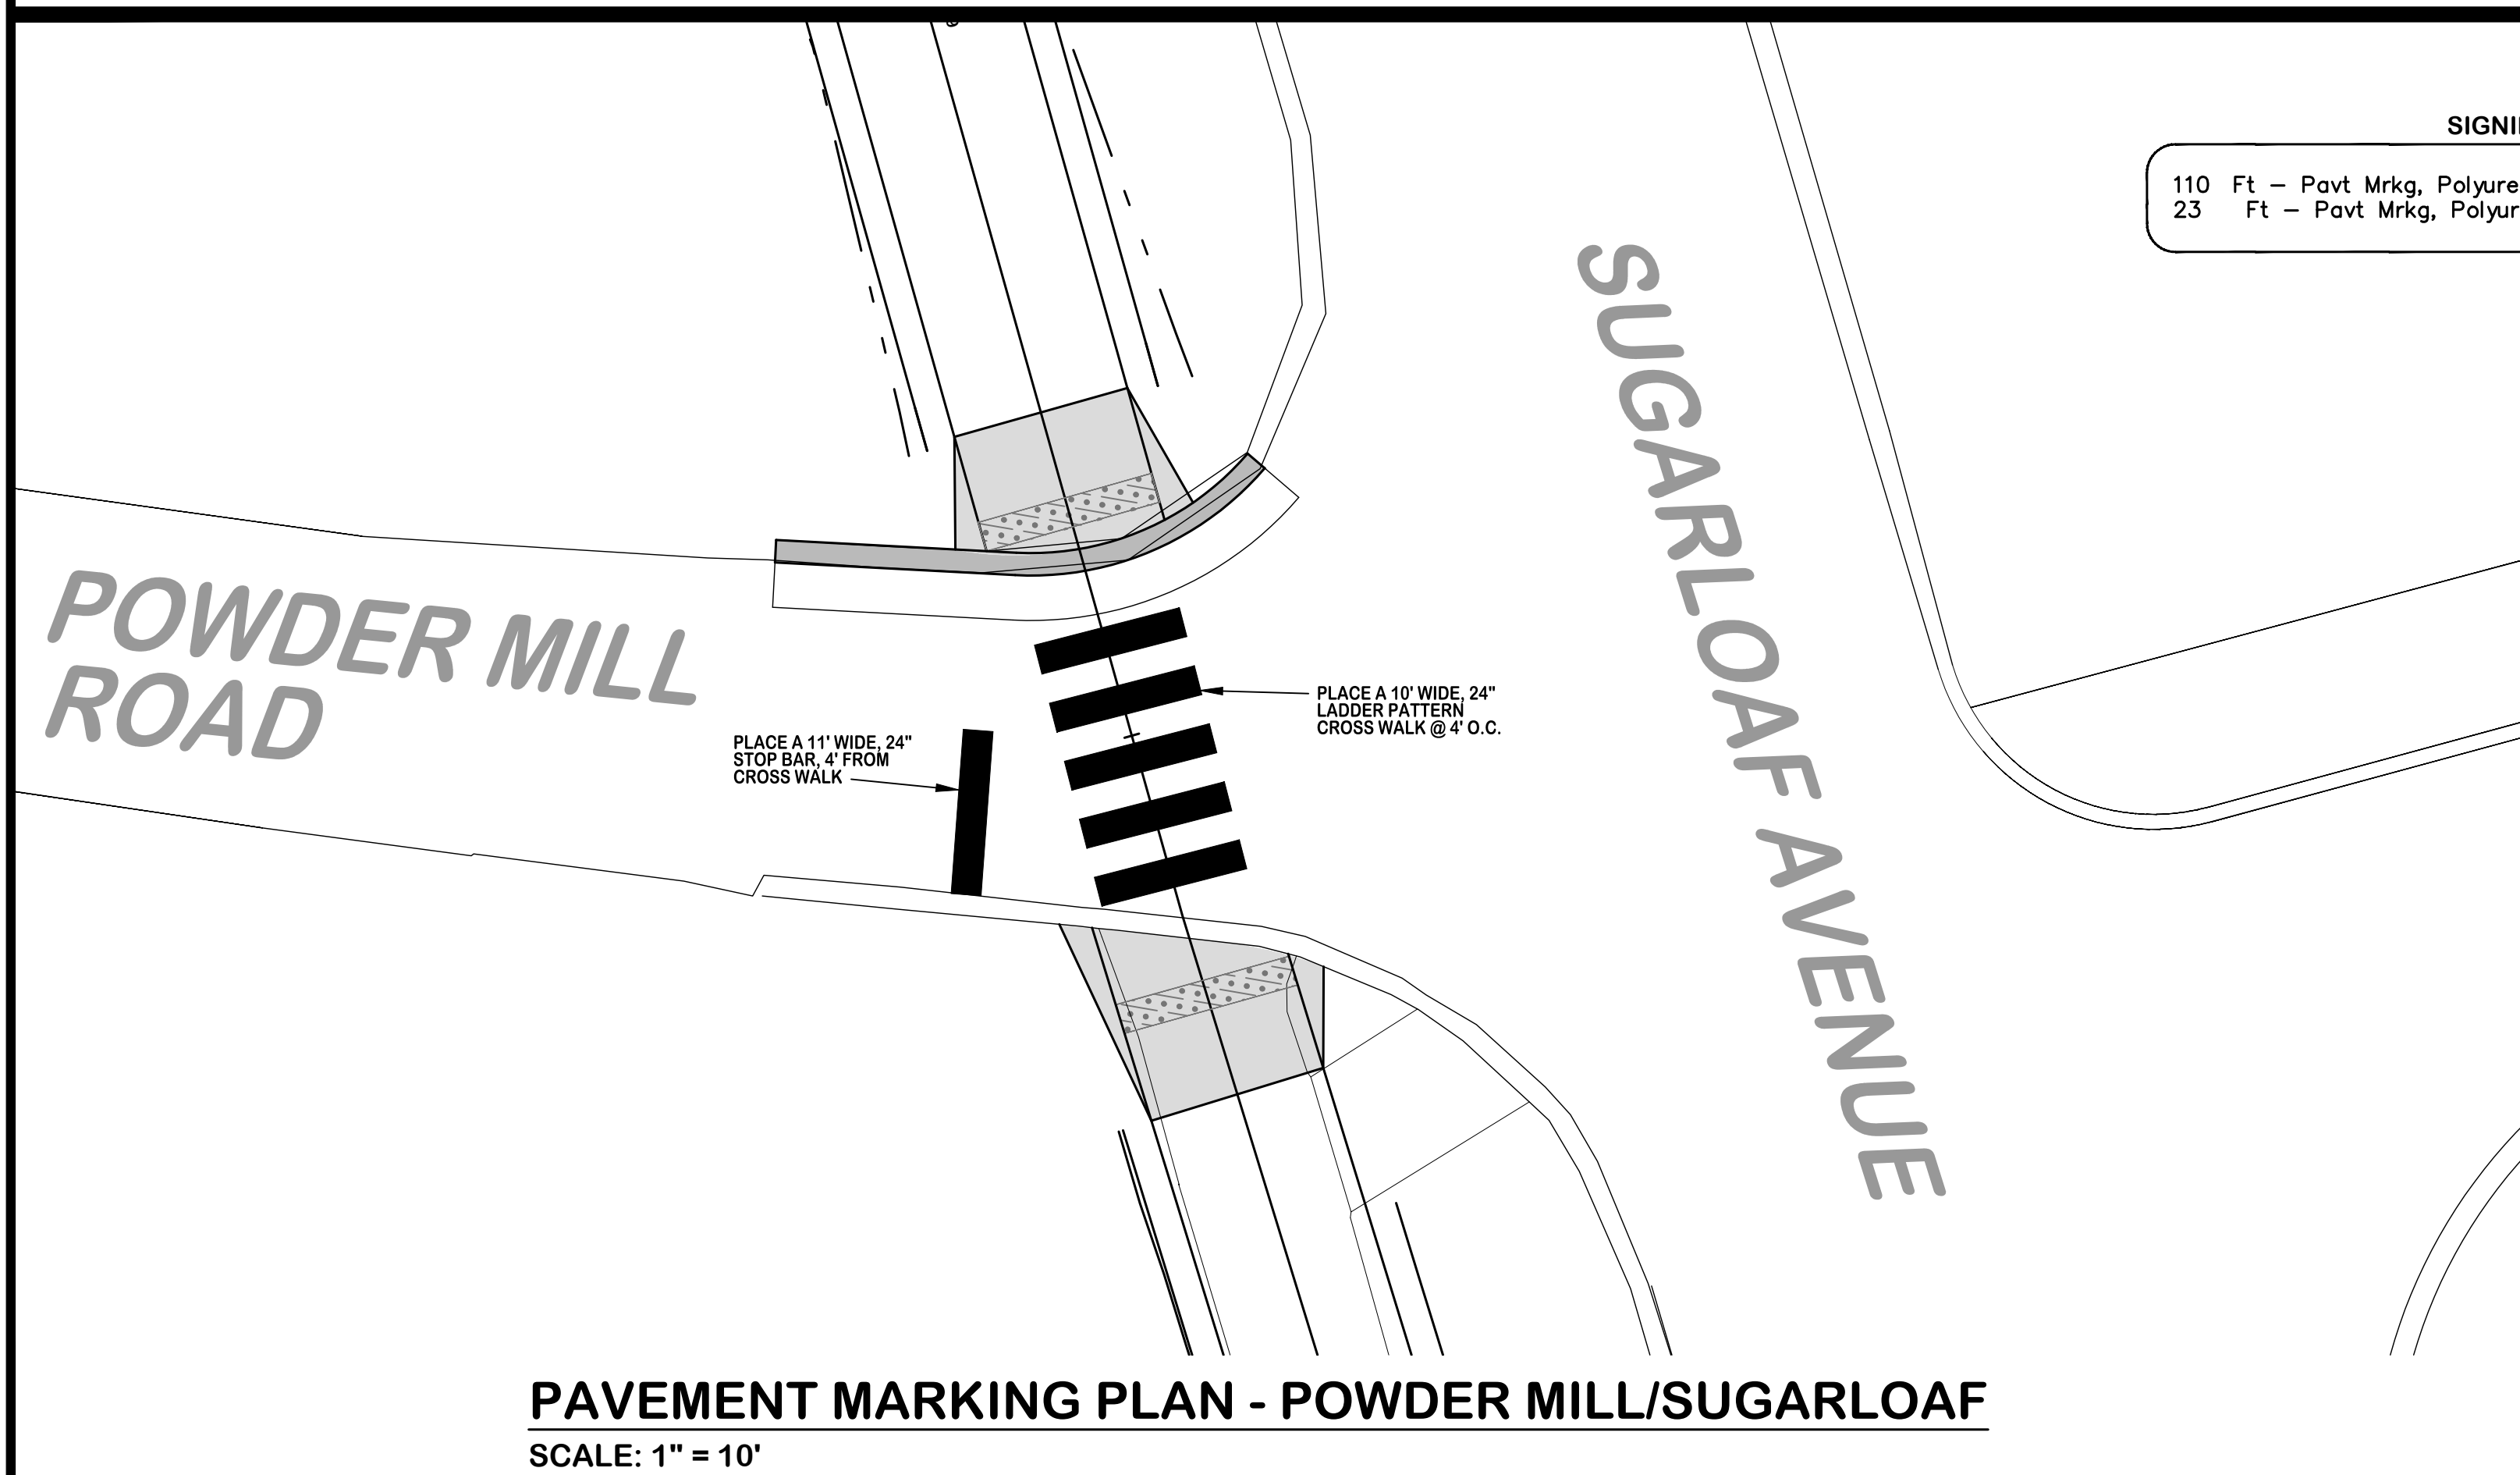 SIGNI
110 Ft - Pavt Mrkg, Polyure
23 Ft - Pavt Mrkg, Polyur
SUGARLOAF AVENUE
POWDER MILL
ROAD
PLACE A 10' WIDE, 24"
LADDER PATTERN
CROSS WALK @ 4' O.C.
PLACE A 11' WIDE, 24"
STOP BAR, 4' FROM
CROSS WALK
PAVEMENT MARKING PLAN - POWDER MILL/SUGARLOAF
SCALE: 1" = 10'